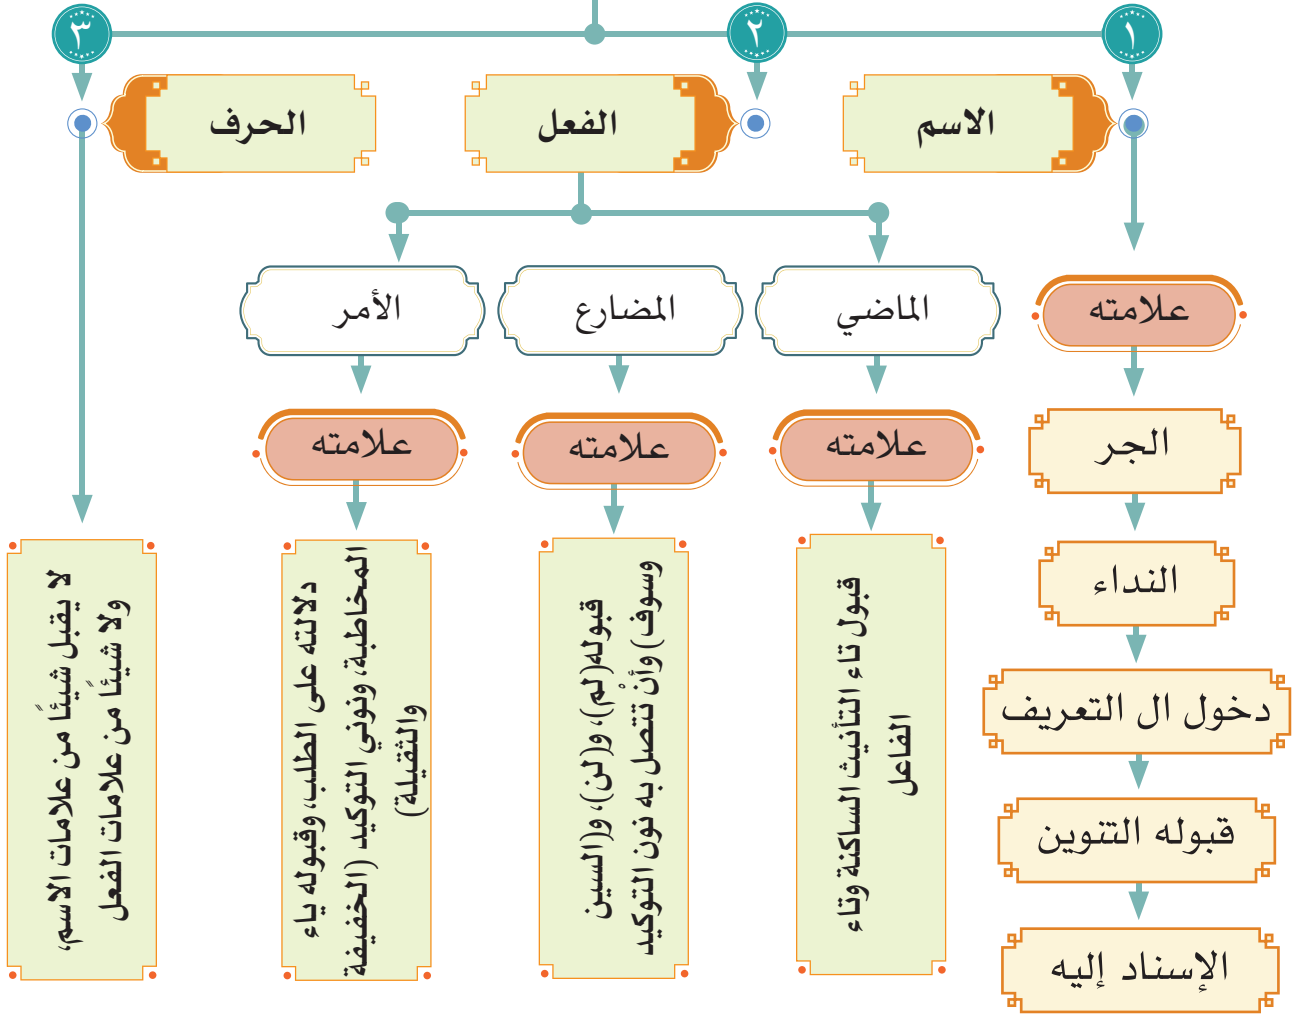 ١
٢
٣
الاسم
الفعل
الحرف
علامته
الجر
النداء
دخول ال التعريف
قبوله التنوين
الإسناد إليه
الماضي
علامته
قبول تاء التأنيث الساكنة وتاء
الفاعل
المضارع
علامته
قبوله(لم)، و(لن)، و(السين
وسوف) وأنْ تتصل به نون التوكيد
الأمر
علامته
دلالته على الطلب، وقبوله ياء
المخاطبة، ونوني التوكيد (الخفيفة
والثقيلة)
لا يقبل شيئًا من علامات الاسم،
ولا شيئًا من علامات الفعل